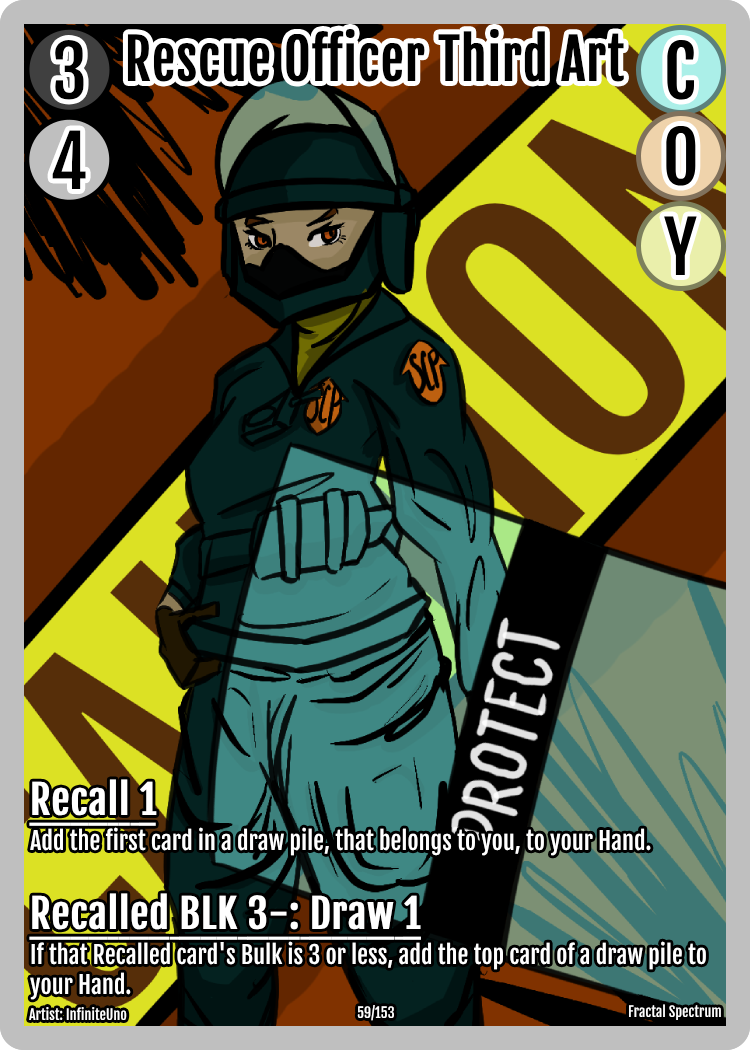 3
Rescue Officer Third Art
C
4
O
Y
SCP
SCP
PROTECT
Recall 1
Add the first card in a draw pile, that belongs to you, to your Hand.
Recalled BLK 3-: Draw 1
If that Recalled card's Bulk is 3 or less, add the top card of a draw pile to
your Hand.
Artist: InfiniteUno
59/153
Fractal Spectrum